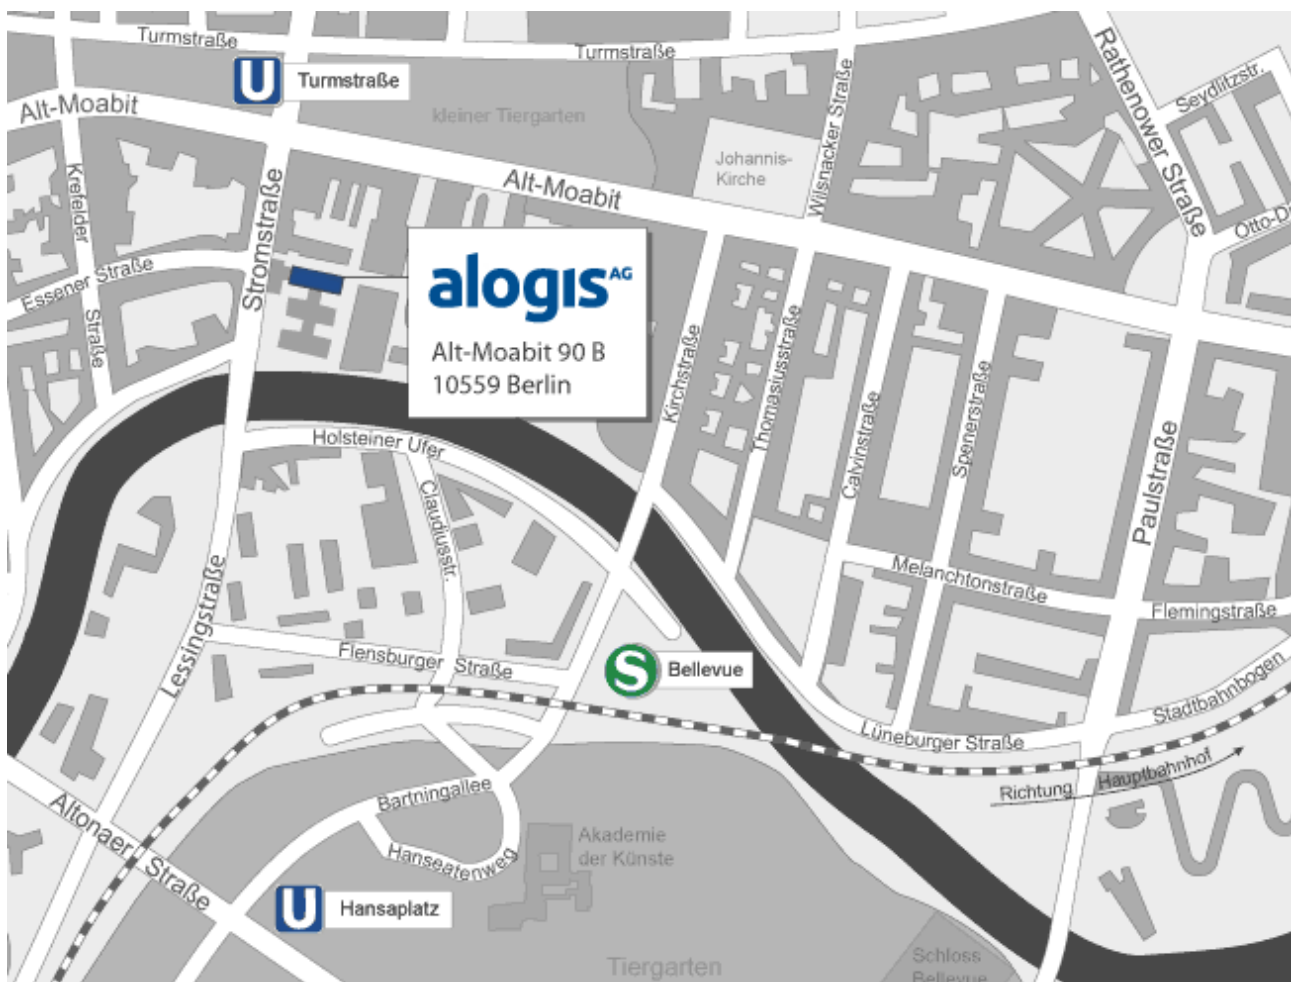 Turmstraße
Turmstraße
U Turmstraße
Alt-Moabit
kleiner Tiergarten
Rathenower Straße
Seydlitzstr.
Wilsnacker Straße
Johannis-
Kirche
Alt-Moabit
Krefelder
Straße
Stromstraße
Otto-D
Essener Straße
alogis AG
Alt-Moabit 90 B
10559 Berlin
Kirchstraße
Thomasiusstraße
Calvinstraße
Spenerstraße
Paulstraße
Holsteiner Ufer
Claudiusstr.
Lessingstraße
Melanchtonstraße
Flemingstraße
Flensburger Straße
S Bellevue
Stadtbahnbogen
Lüneburger Straße
Richtung Hauptbahnhof
Bartningallee
Altonaer Straße
Hanseatenweg
Akademie
der Künste
U Hansaplatz
Tiergarten
Schloss
Bellevue